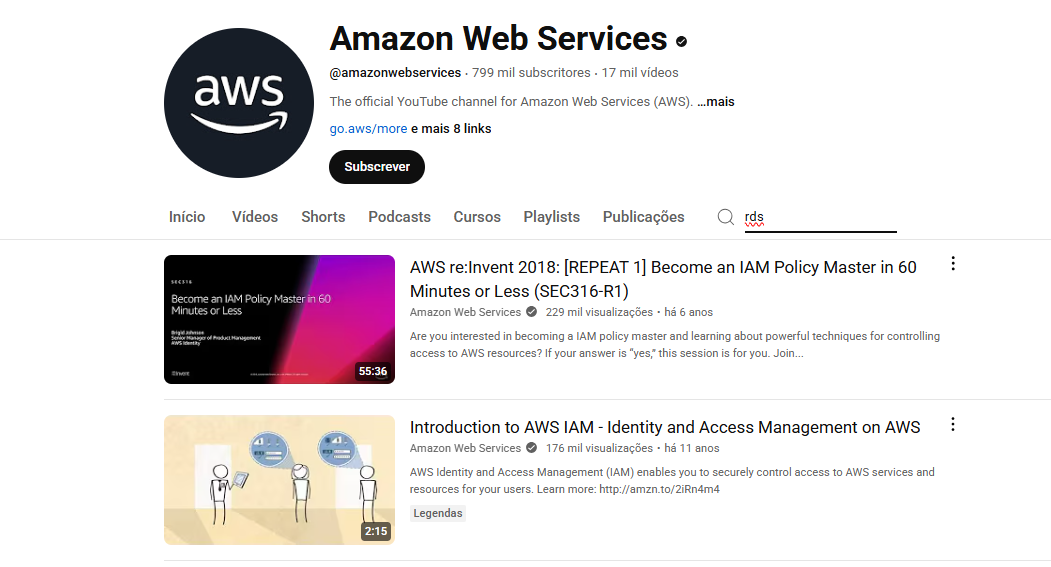 aws
Amazon Web Services
@amazonwebservices · 799 mil subscritores · 17 mil vídeos
The official YouTube channel for Amazon Web Services (AWS). ...mais
go.aws/more e mais 8 links
Subscrever
Início Vídeos Shorts Podcasts Cursos Playlists Publicações rds
SEC316
Become an IAM Policy Master in 60
Minutes or Less
Brigid Johnson
Senior Manager of Product Management
AWS Identity
re:Invent
55:36
AWS re:Invent 2018: [REPEAT 1] Become an IAM Policy Master in 60
Minutes or Less (SEC316-R1)
Amazon Web Services 229 mil visualizações • há 6 anos
Are you interested in becoming a IAM policy master and learning about powerful techniques for controlling
access to AWS resources? If your answer is “yes,” this session is for you. Join...
2:15
Introduction to AWS IAM - Identity and Access Management on AWS
Amazon Web Services 176 mil visualizações • há 11 anos
AWS Identity and Access Management (IAM) enables you to securely control access to AWS services and
resources for your users. Learn more: http://amzn.to/2iRn4m4
Legendas